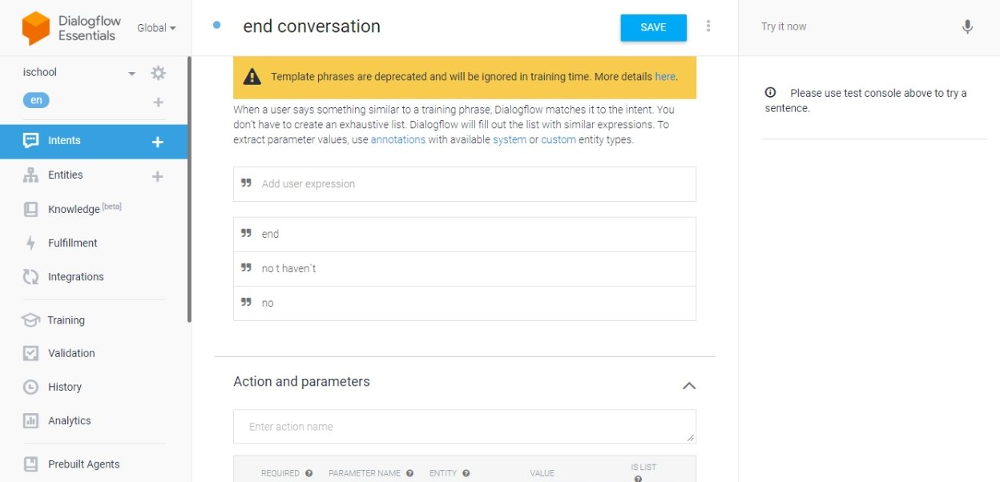 Dialogflow
Essentials
Global
end conversation
SAVE
Try it now
ischool
en
Intents
Entities
Knowledge [beta]
Fulfillment
Integrations
Training
Validation
History
Analytics
Prebuilt Agents
Template phrases are deprecated and will be ignored in training time. More details here.
When a user says something similar to a training phrase, Dialogflow matches it to the intent. You
don't have to create an exhaustive list. Dialogflow will fill out the list with similar expressions. To
extract parameter values, use annotations with available system or custom entity types.
Add user expression
end
no t haven`t
no
Action and parameters
Enter action name
REQUIRED PARAMETER NAME ENTITY VALUE IS LIST
Please use test console above to try a
sentence.